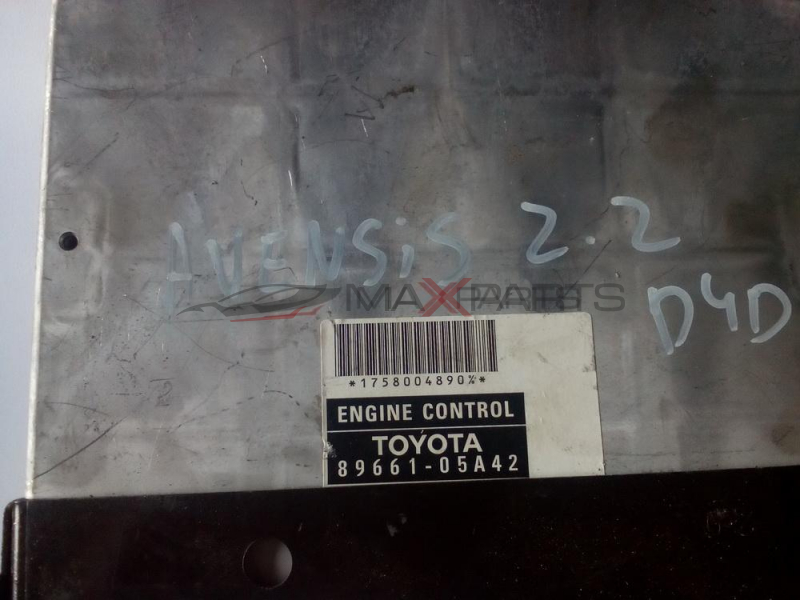 AVENSiS 2.2
D4D
MAXPARTS
*1758004890%*
ENGINE CONTROL
TOYOTA
89661-05A42